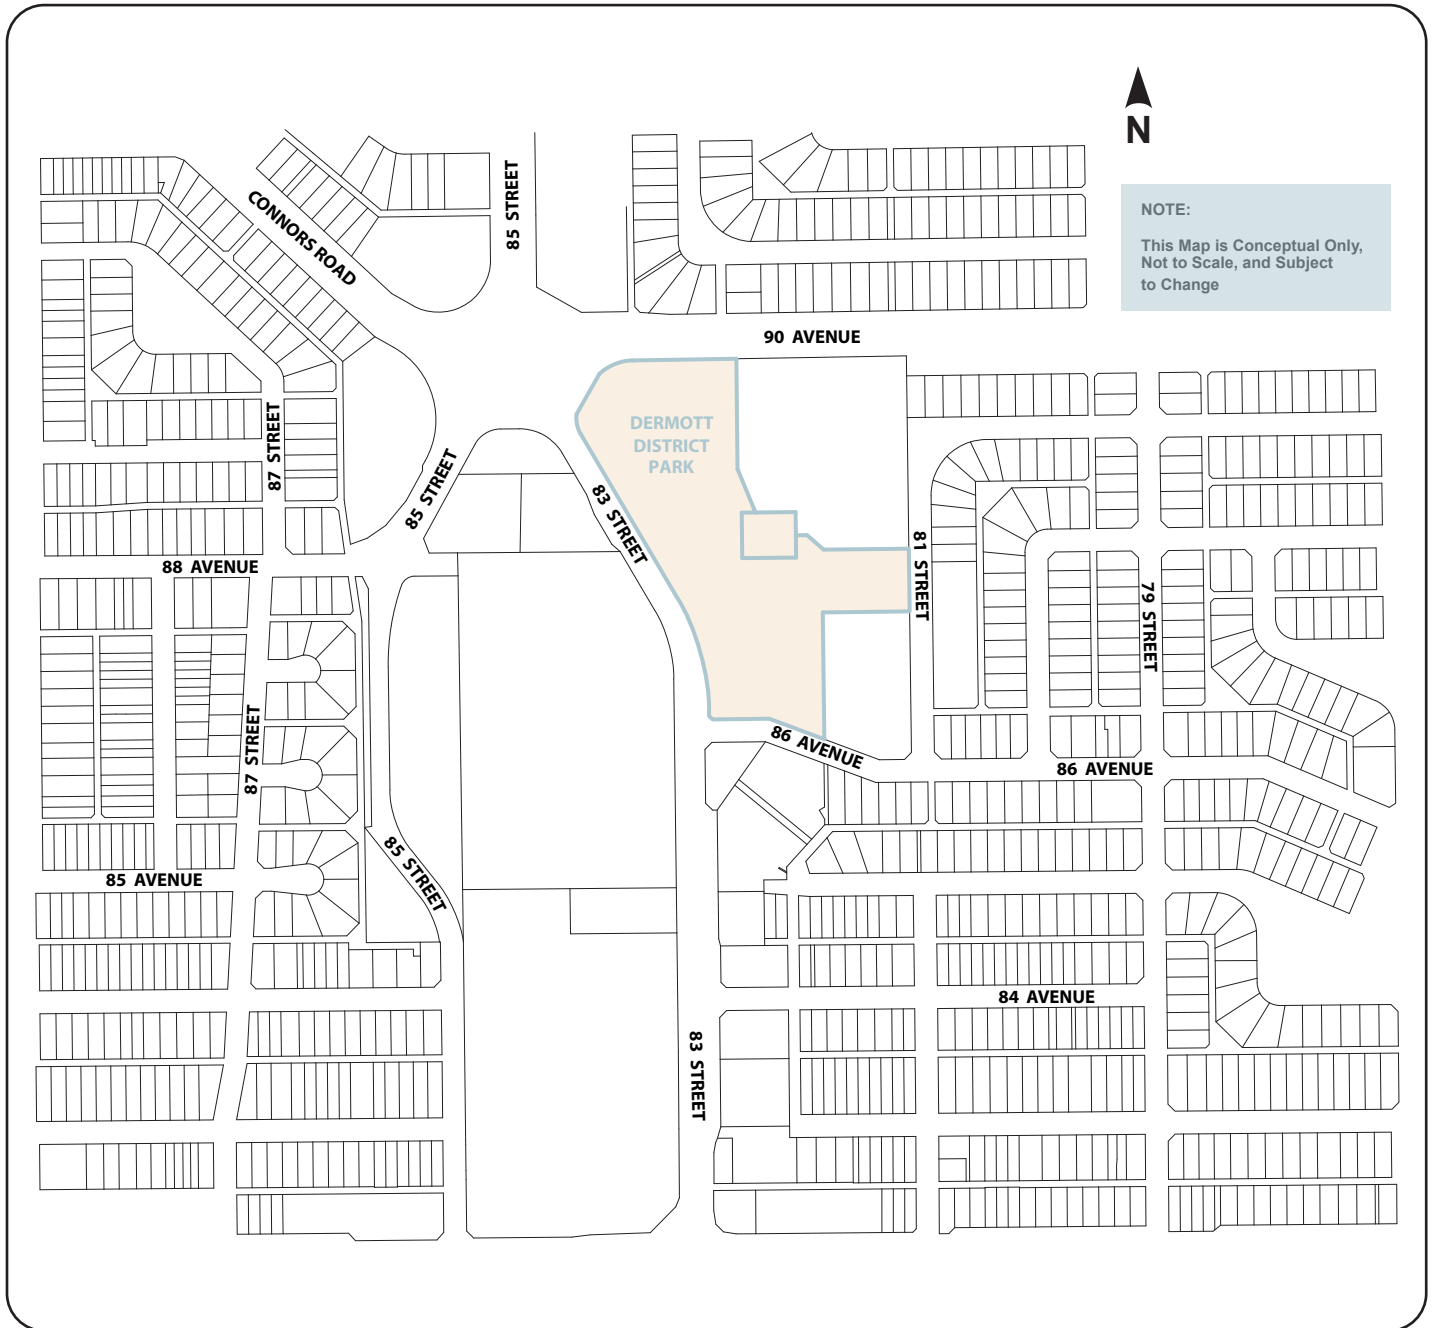 N
NOTE:
This Map is Conceptual Only,
Not to Scale, and Subject
to Change
CONNORS ROAD
85 STREET
90 AVENUE
DERMOTT
DISTRICT
PARK
87 STREET
85 STREET
83 STREET
81 STREET
88 AVENUE
79 STREET
87 STREET
86 AVENUE
86 AVENUE
85 STREET
85 AVENUE
84 AVENUE
83 STREET